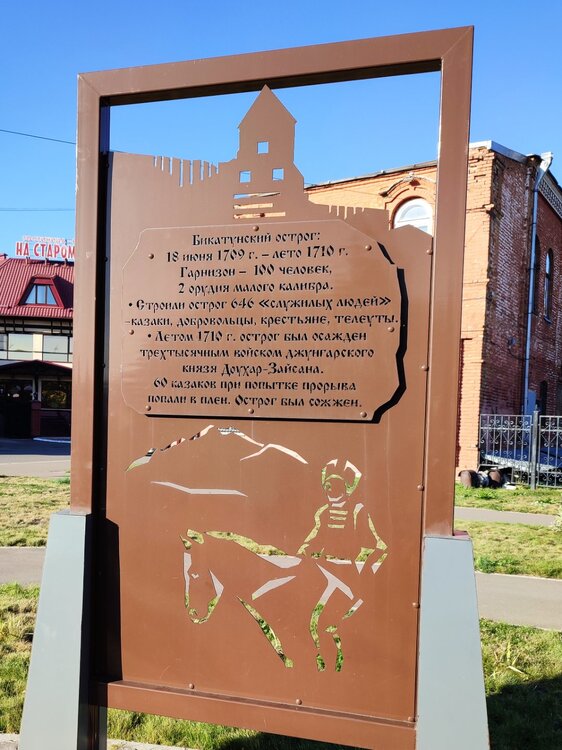 НА СТАРОМ
Бикатунский острог:
18 июня 1709 г. – лето 1710 г.
Гарнизон – 100 человек,
2 орудия малого калибра.
• Строили острог 646 «служилых людей»
-казаки, добровольцы, крестьяне, телеуты.
• Летом 1710 г. острог был осажден
трехтысячным войском джунгарского
князя Духар-Зайсана.
60 казаков при попытке прорыва
попали в плен. Острог был сожжен.